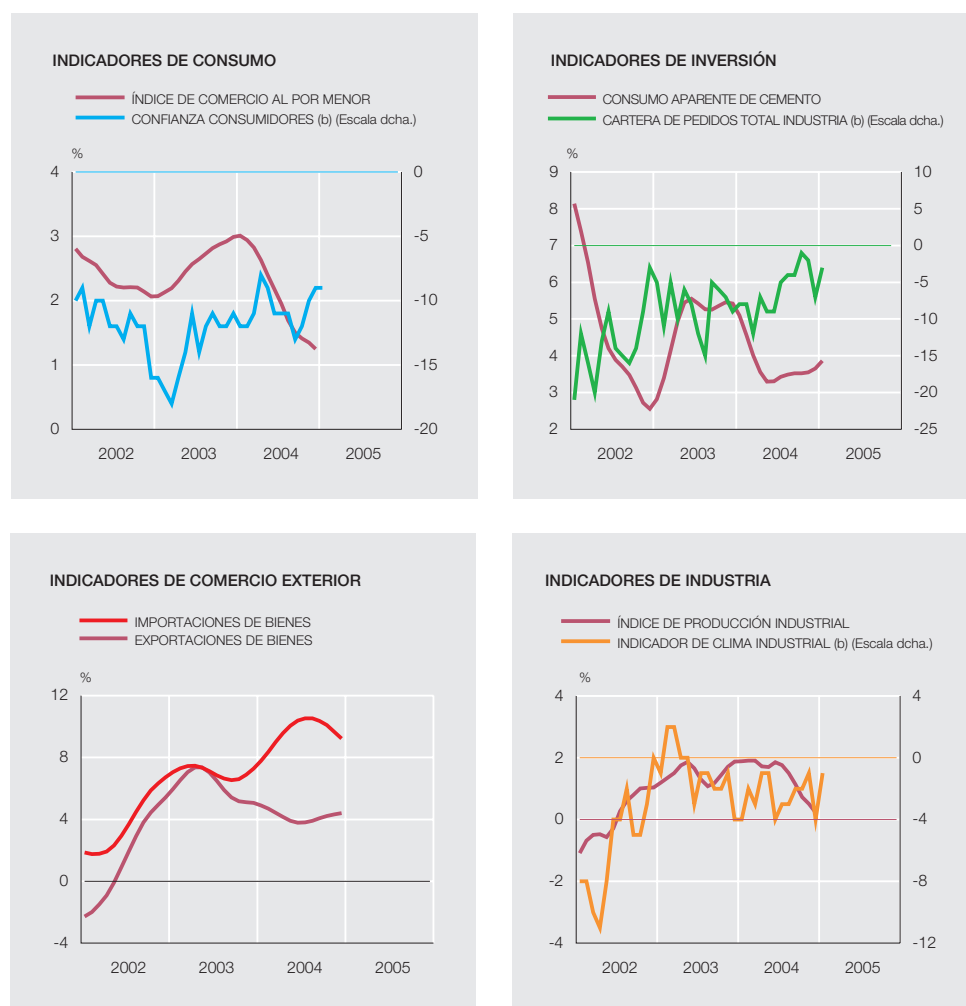 INDICADORES DE CONSUMO
ÍNDICE DE COMERCIO AL POR MENOR
CONFIANZA CONSUMIDORES (b) (Escala dcha.)
%
4
3
2
1
0
0
-5
-10
-15
-20
2002 2003 2004 2005
INDICADORES DE INVERSIÓN
CONSUMO APARENTE DE CEMENTO
CARTERA DE PEDIDOS TOTAL INDUSTRIA (b) (Escala dcha.)
%
9
8
7
6
5
4
3
2
10
5
0
-5
-10
-15
-20
-25
2002 2003 2004 2005
INDICADORES DE COMERCIO EXTERIOR
IMPORTACIONES DE BIENES
EXPORTACIONES DE BIENES
%
12
8
4
0
-4
2002 2003 2004 2005
INDICADORES DE INDUSTRIA
ÍNDICE DE PRODUCCIÓN INDUSTRIAL
INDICADOR DE CLIMA INDUSTRIAL (b) (Escala dcha.)
%
4
2
0
-2
-4
4
0
-4
-8
-12
2002 2003 2004 2005